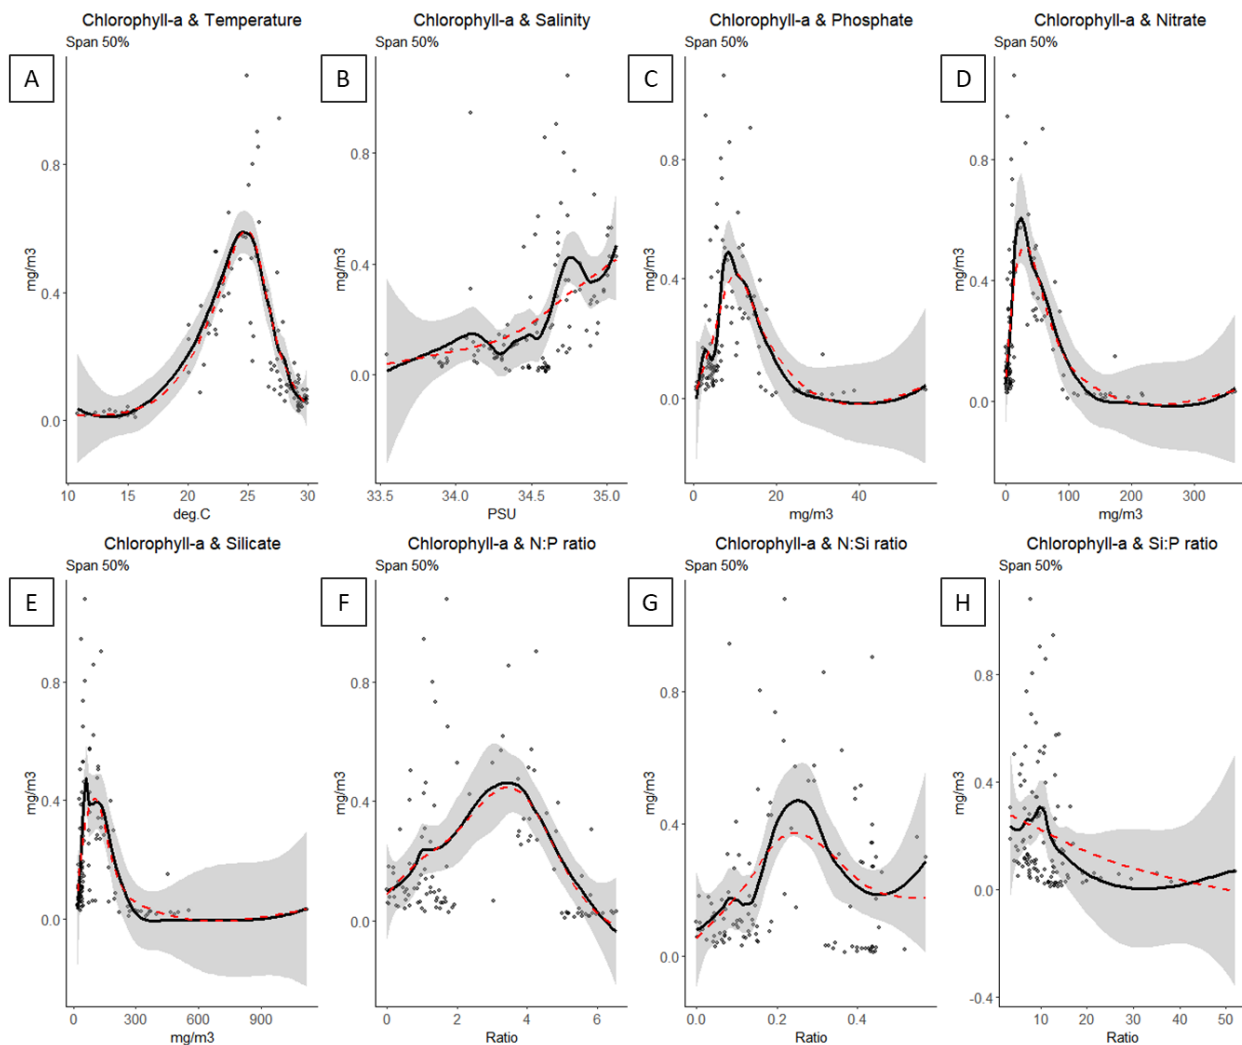 Chlorophyll-a & Temperature
Span 50%
A
mg/m3
0.8
0.4
0.0
10 15 20 25 30
deg.C
Chlorophyll-a & Salinity
Span 50%
B
mg/m3
0.8
0.4
0.0
33.5 34.0 34.5 35.0
PSU
Chlorophyll-a & Phosphate
Span 50%
C
mg/m3
0.8
0.4
0.0
0 20 40
mg/m3
Chlorophyll-a & Nitrate
Span 50%
D
mg/m3
0.8
0.4
0.0
0 100 200 300
mg/m3
Chlorophyll-a & Silicate
Span 50%
E
mg/m3
0.8
0.4
0.0
0 300 600 900
mg/m3
Chlorophyll-a & N:P ratio
Span 50%
F
mg/m3
0.8
0.4
0.0
0 2 4 6
Ratio
Chlorophyll-a & N:Si ratio
Span 50%
G
mg/m3
0.8
0.4
0.0
0.0 0.2 0.4
Ratio
Chlorophyll-a & Si:P ratio
Span 50%
H
mg/m3
0.8
0.4
0.0
-0.4
10 20 30 40 50
Ratio